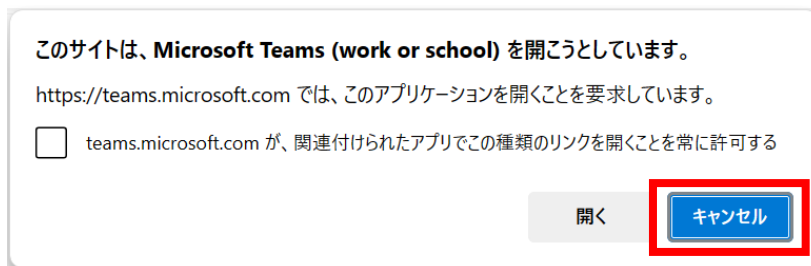 このサイトは、Microsoft Teams (work or school) を開こうとしています。
https://teams.microsoft.com では、このアプリケーションを開くことを要求しています。
teams.microsoft.com が、関連付けられたアプリでこの種類のリンクを開くことを常に許可する
開く
キャンセル